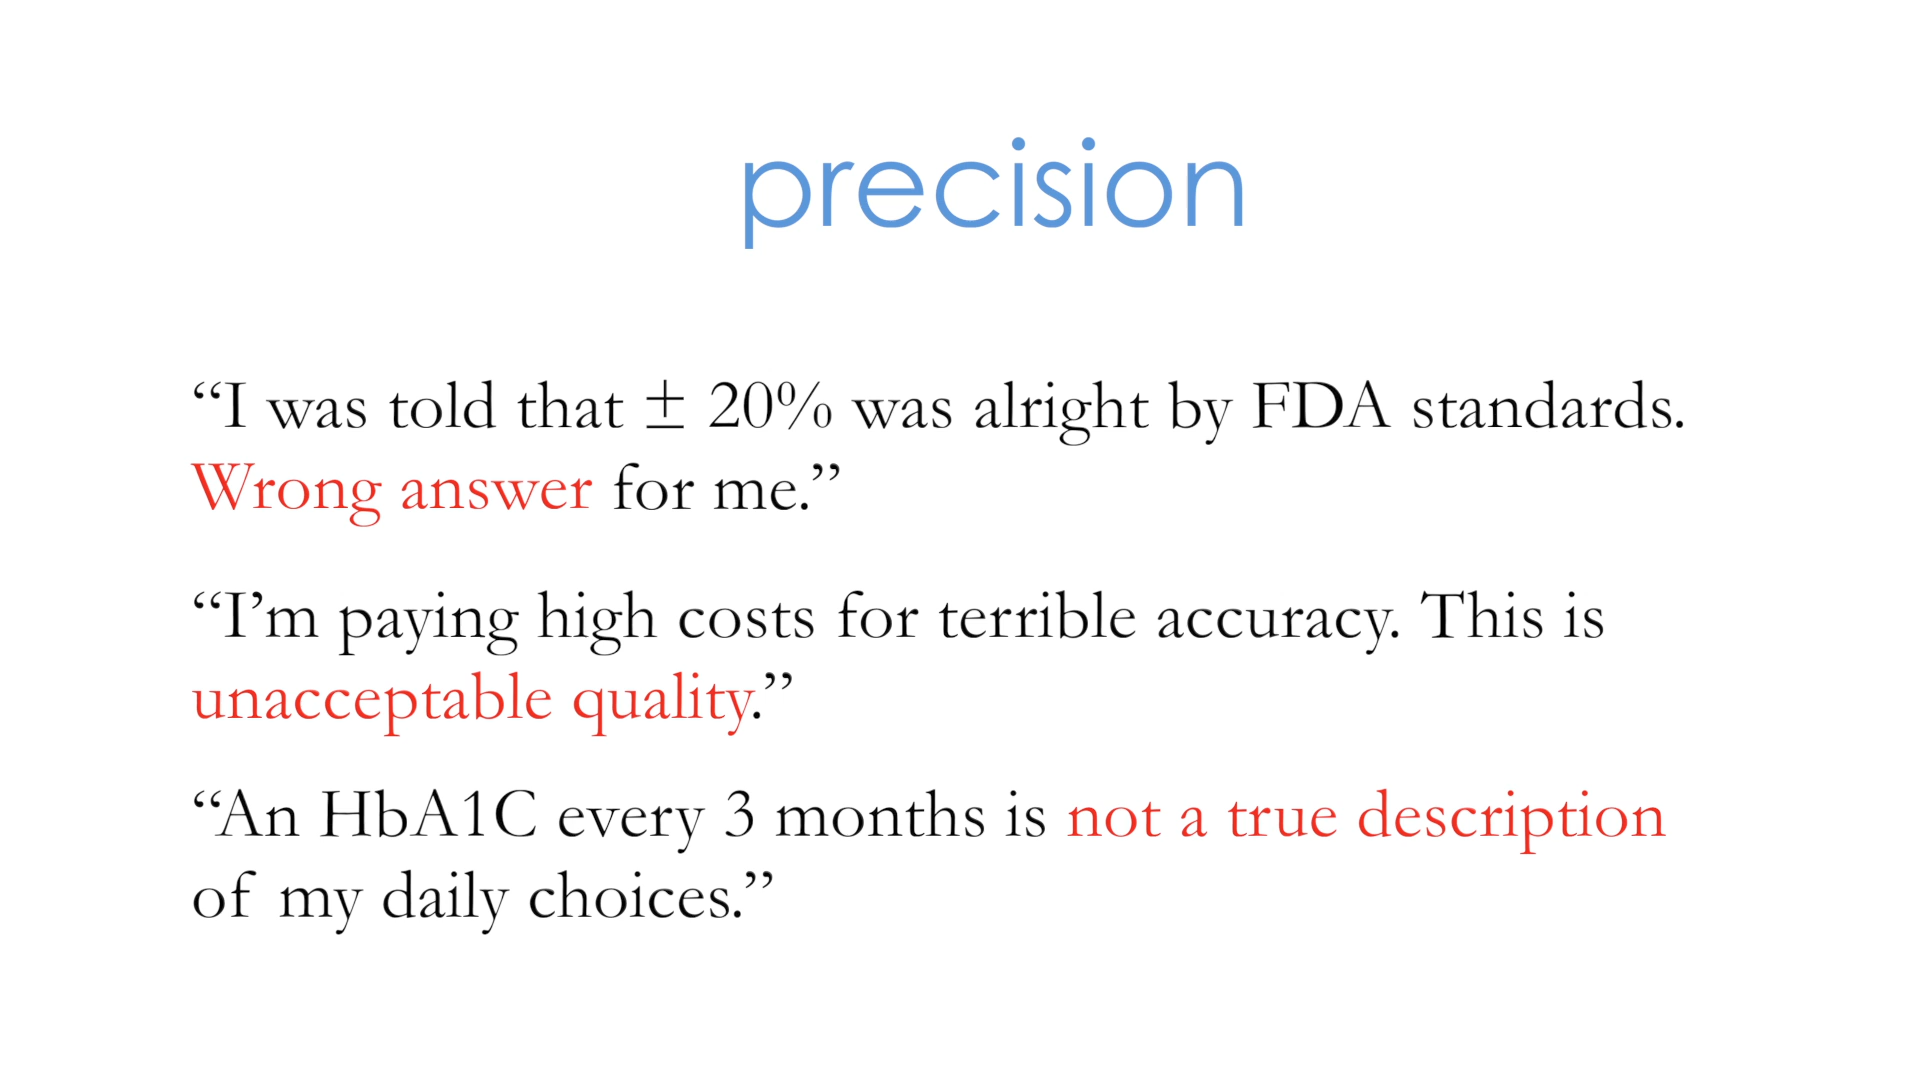 precision
“I was told that ± 20% was alright by FDA standards.
Wrong answer for me.”
“I’m paying high costs for terrible accuracy. This is
unacceptable quality.”
“An HbA1C every 3 months is not a true description
of my daily choices.”